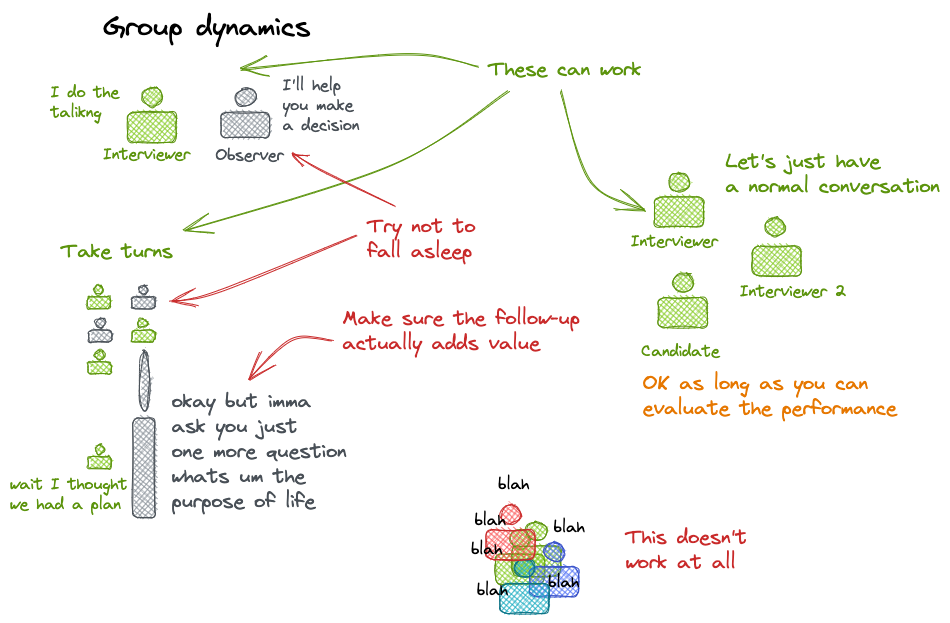 Group dynamics
These can work
I do the
talikng
I'll help
you make
a decision
Interviewer
Observer
Let's just have
a normal conversation
Interviewer
Interviewer 2
Candidate
OK as long as you can
evaluate the performance
Try not to
fall asleep
Take turns
Make sure the follow-up
actually adds value
okay but imma
ask you just
one more question
whats um the
purpose of life
wait I thought
we had a plan
blah
blah
blah
blah
blah
blah
This doesn't
work at all